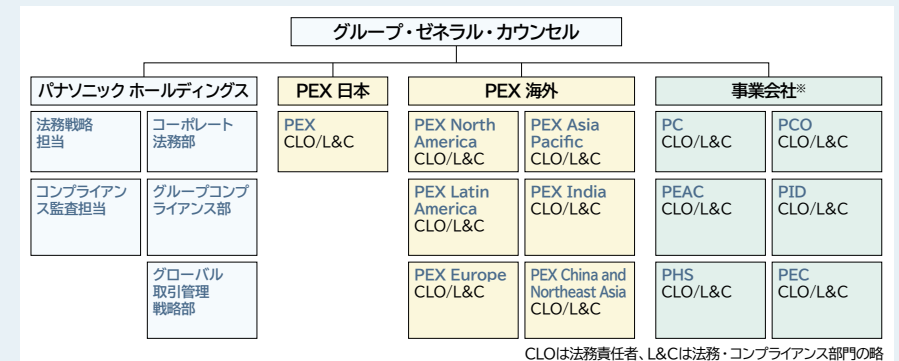 グループ・ゼネラル・カウンセル
パナソニック ホールディングス
法務戦略
担当
コーポレート
法務部
コンプライアン
ス監査担当
グループコンプ
ライアンス部
グローバル
取引管理
戦略部
PEX 日本
PEX
CLO/L&C
PEX 海外
PEX North
America
CLO/L&C
PEX Asia
Pacific
CLO/L&C
PEX Latin
America
CLO/L&C
PEX India
CLO/L&C
PEX Europe
CLO/L&C
PEX China and
Northeast Asia
CLO/L&C
事業会社※
PC
CLO/L&C
PCO
CLO/L&C
PEAC
CLO/L&C
PID
CLO/L&C
PHS
CLO/L&C
PEC
CLO/L&C
CLOは法務責任者、L&Cは法務・コンプライアンス部門の略